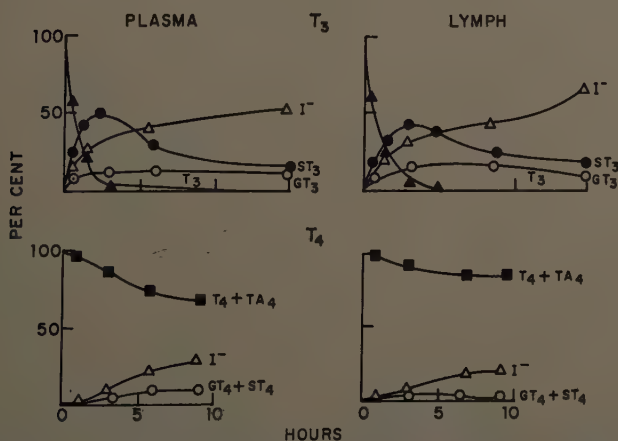 PLASMA T₃ LYMPH
100
50
I⁻
ST₃
T₃
GT₃
I⁻
ST₃
T₃
GT₃
PER CENT
T₄
100
50
T₄ + TA₄
I⁻
GT₄ + ST₄
T₄ + TA₄
I⁻
GT₄ + ST₄
0 5 10
0 5 10
HOURS